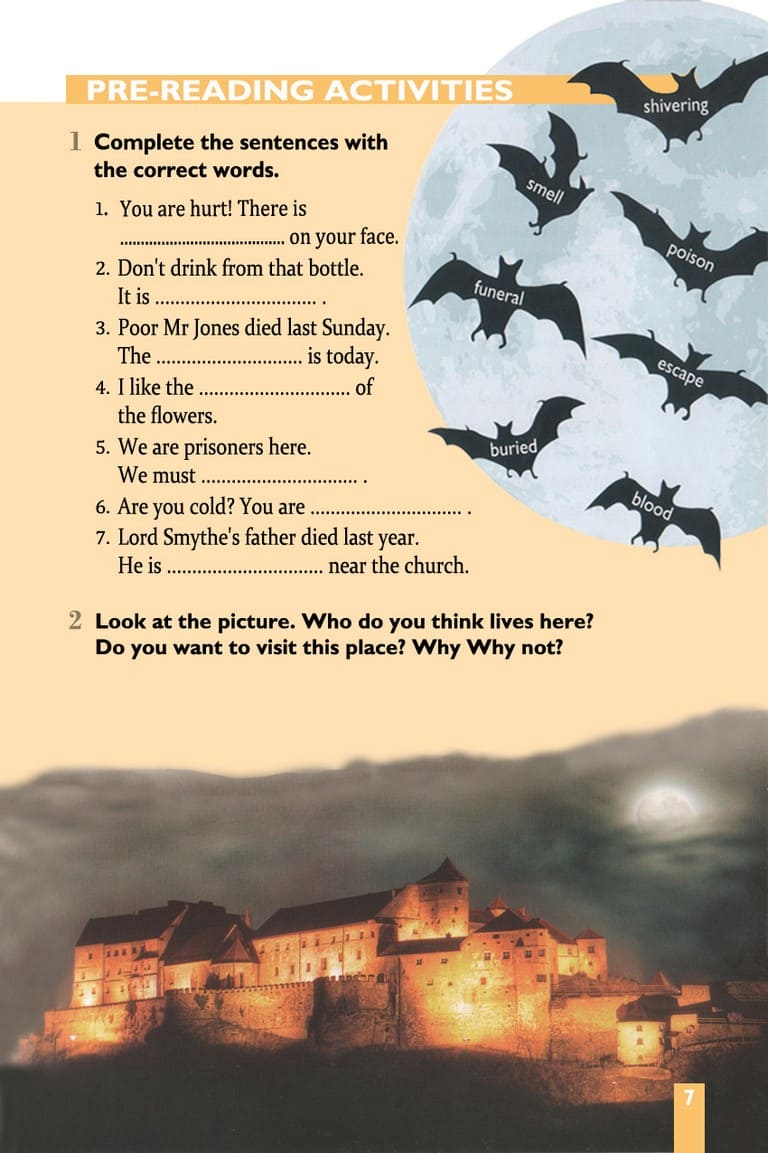 PRE-READING ACTIVITIES
1 Complete the sentences with
the correct words.
1. You are hurt! There is
........................................ on your face.
2. Don't drink from that bottle.
It is ................................ .
3. Poor Mr Jones died last Sunday.
The ............................. is today.
4. I like the .............................. of
the flowers.
5. We are prisoners here.
We must ............................... .
6. Are you cold? You are .............................. .
7. Lord Smythe's father died last year.
He is ............................... near the church.
shivering
smell
poison
funeral
escape
buried
blood
2 Look at the picture. Who do you think lives here?
Do you want to visit this place? Why Why not?
7